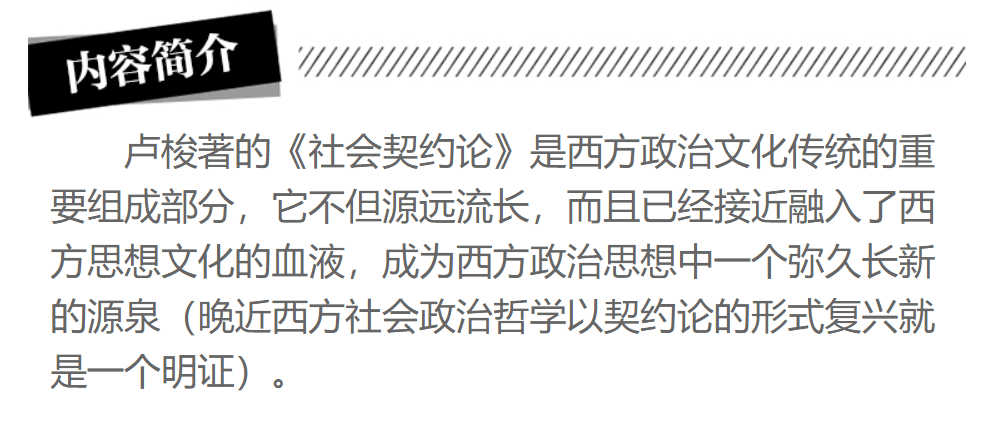 内容简介
卢梭著的《社会契约论》是西方政治文化传统的重
要组成部分，它不但源远流长，而且已经接近融入了西
方思想文化的血液，成为西方政治思想中一个弥久长新
的源泉（晚近西方社会政治哲学以契约论的形式复兴就
是一个明证）。